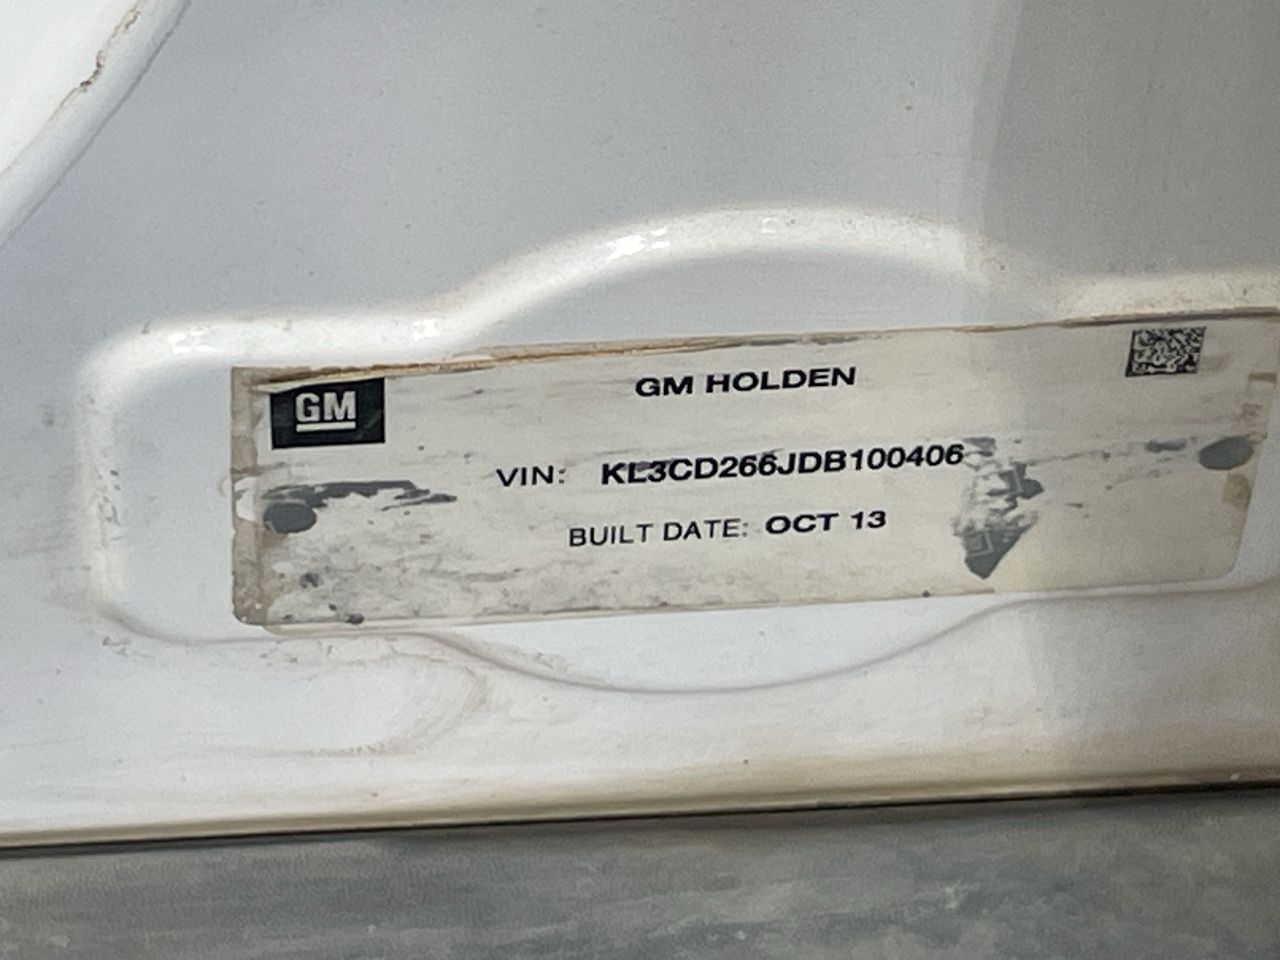 GM
GM HOLDEN
VIN: KL3CD266JDB100406
BUILT DATE: OCT 13